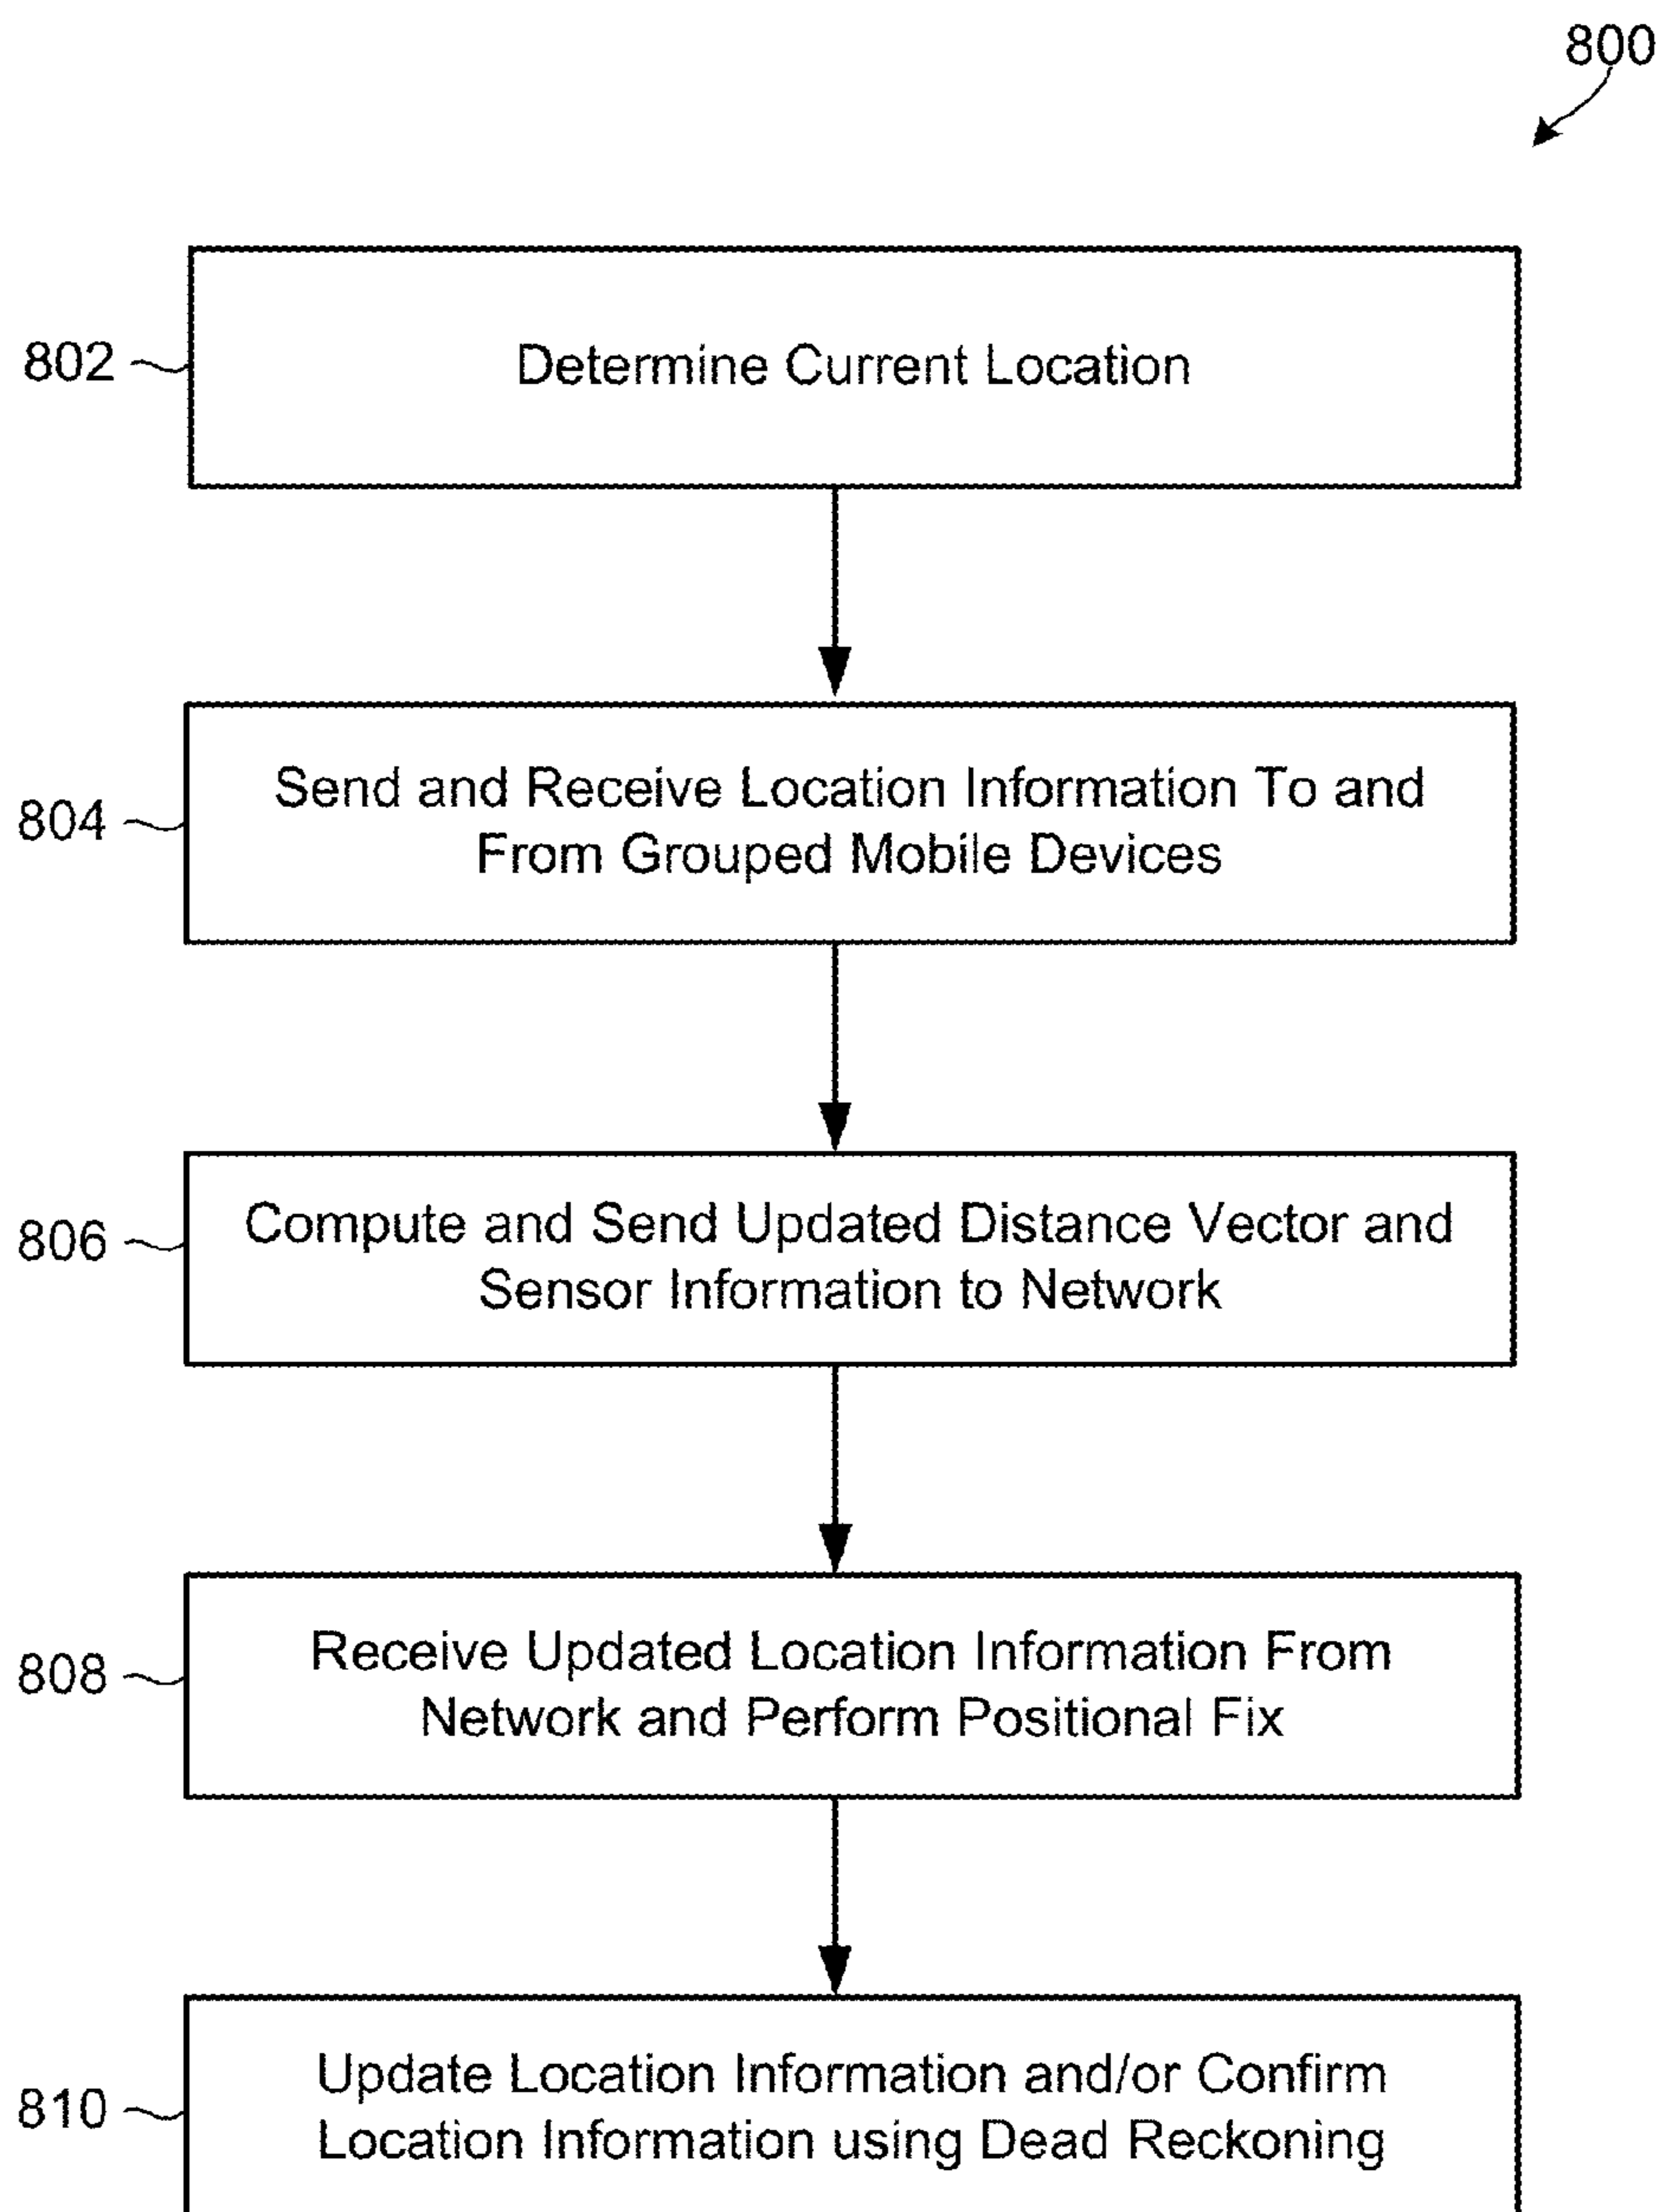 800
802
Determine Current Location
804
Send and Receive Location Information To and
From Grouped Mobile Devices
806
Compute and Send Updated Distance Vector and
Sensor Information to Network
808
Receive Updated Location Information From
Network and Perform Positional Fix
810
Update Location Information and/or Confirm
Location Information using Dead Reckoning